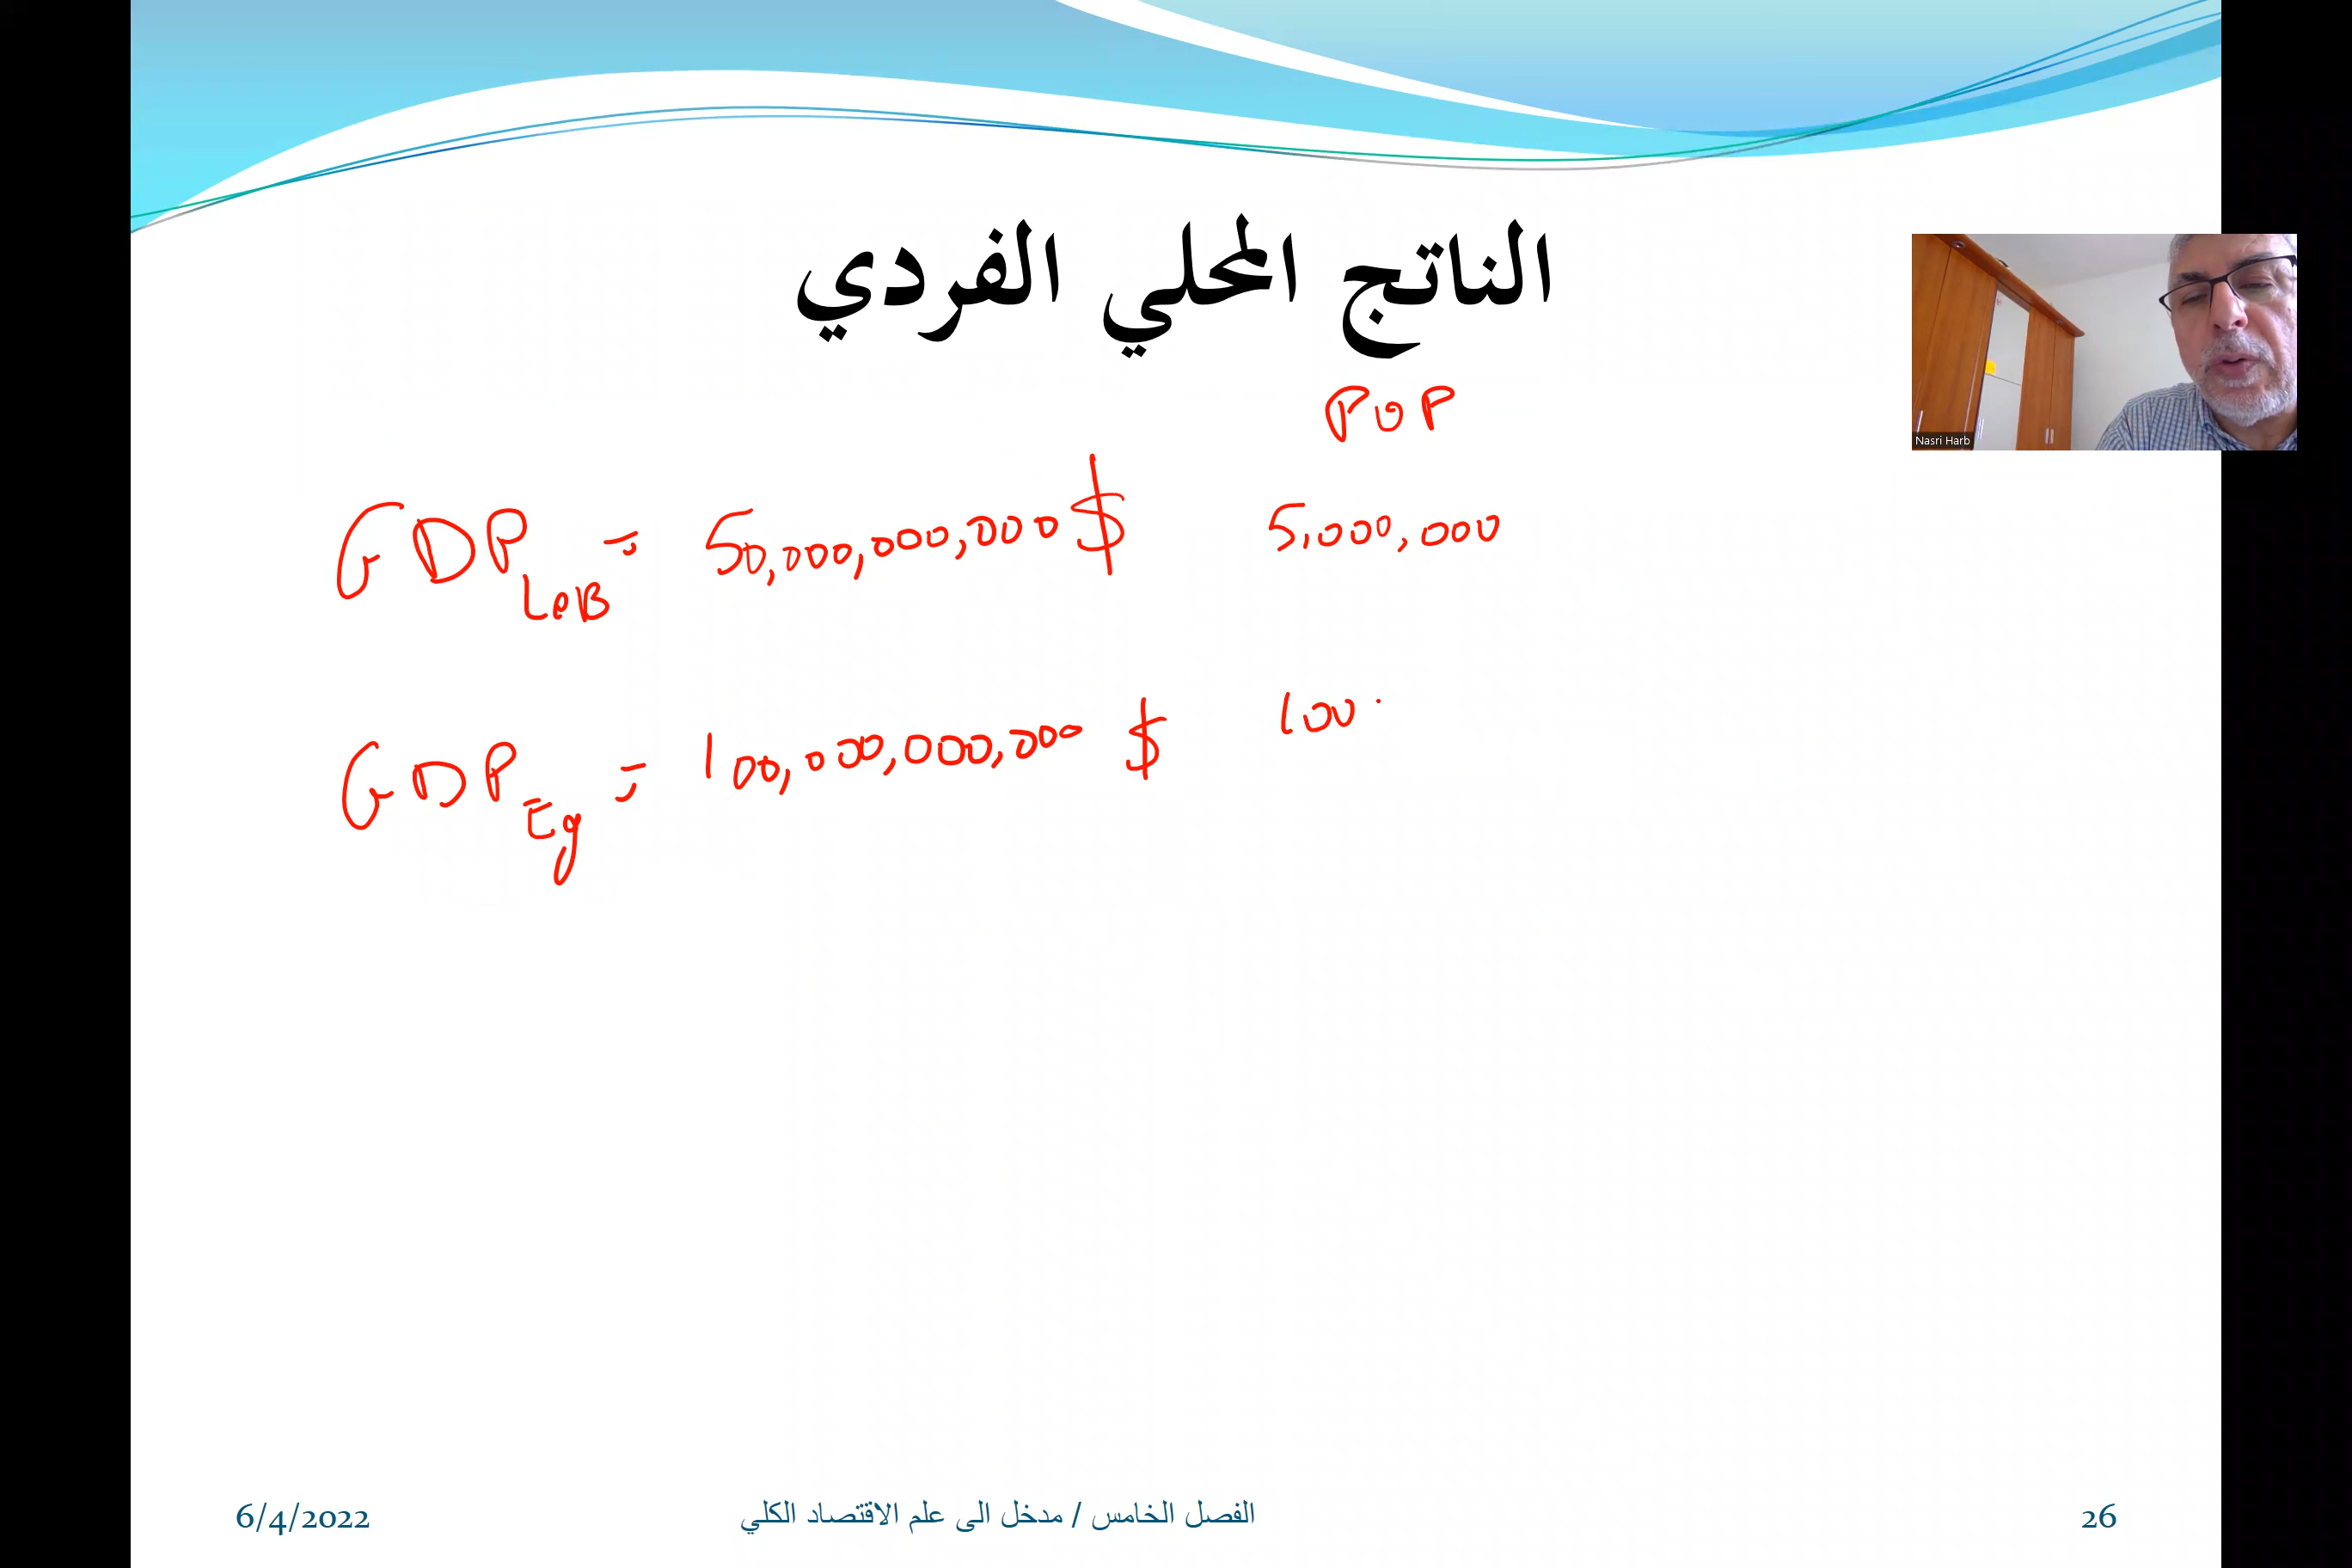 الناتج المحلي الفردي
POP
GDP Leb = 50,000,000,000 $ 5,000,000
GDP Eg = 100,000,000,000 $ 100
Nasri Harb
6/4/2022
الفصل الخامس / مدخل الى علم الاقتصاد الكلي
26